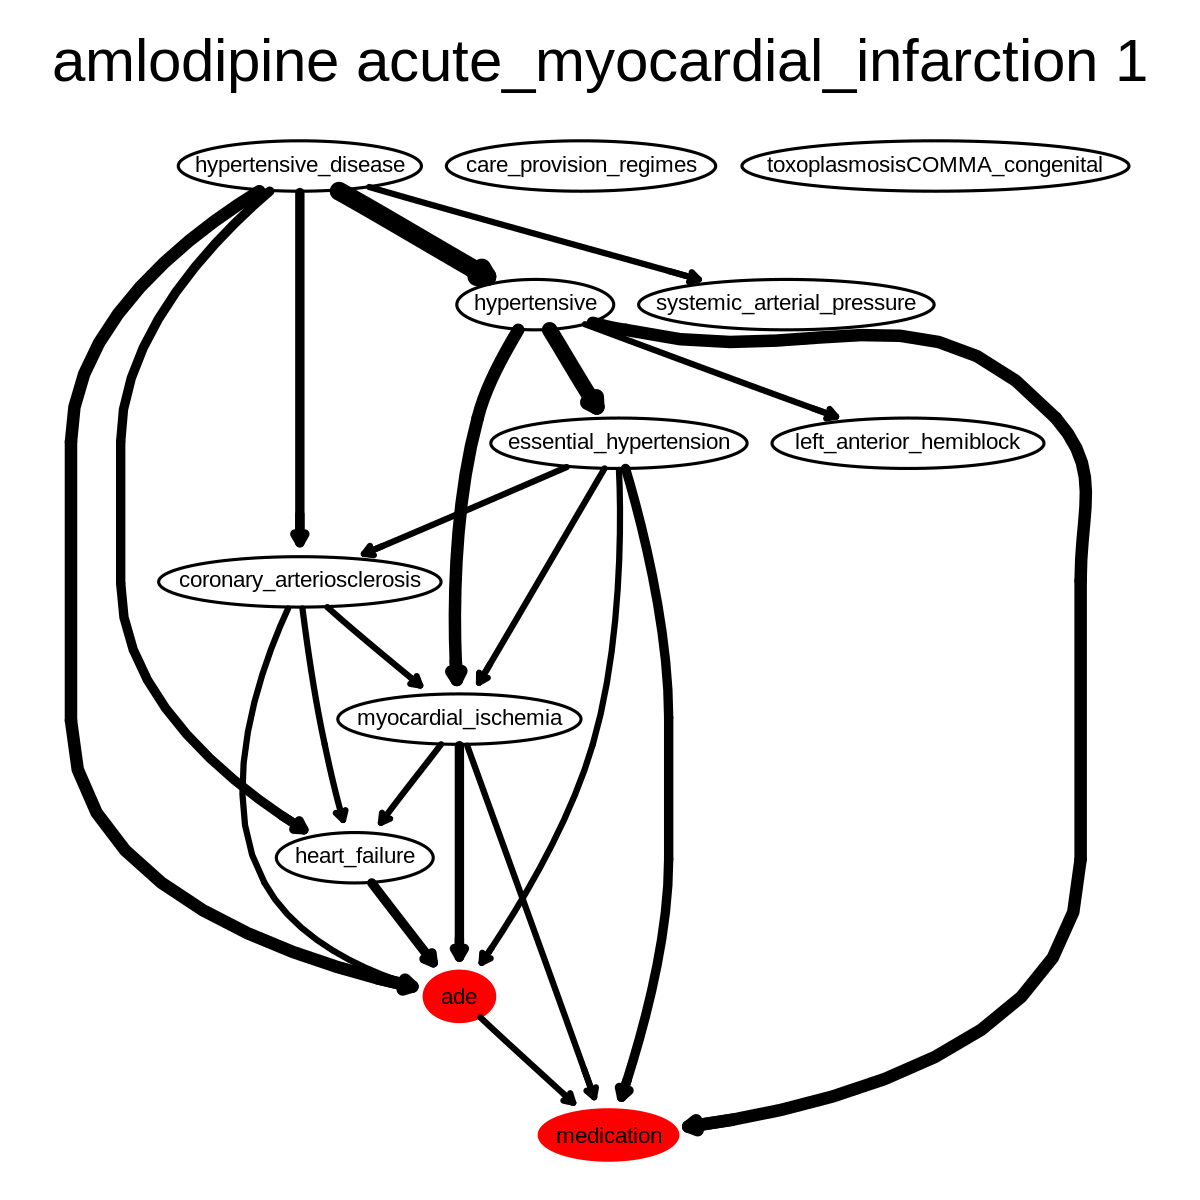 amlodipine acute_myocardial_infarction 1
hypertensive_disease
care_provision_regimes
toxoplasmosisCOMMA_congenital
hypertensive
systemic_arterial_pressure
essential_hypertension
left_anterior_hemiblock
coronary_arteriosclerosis
myocardial_ischemia
heart_failure
ade
medication